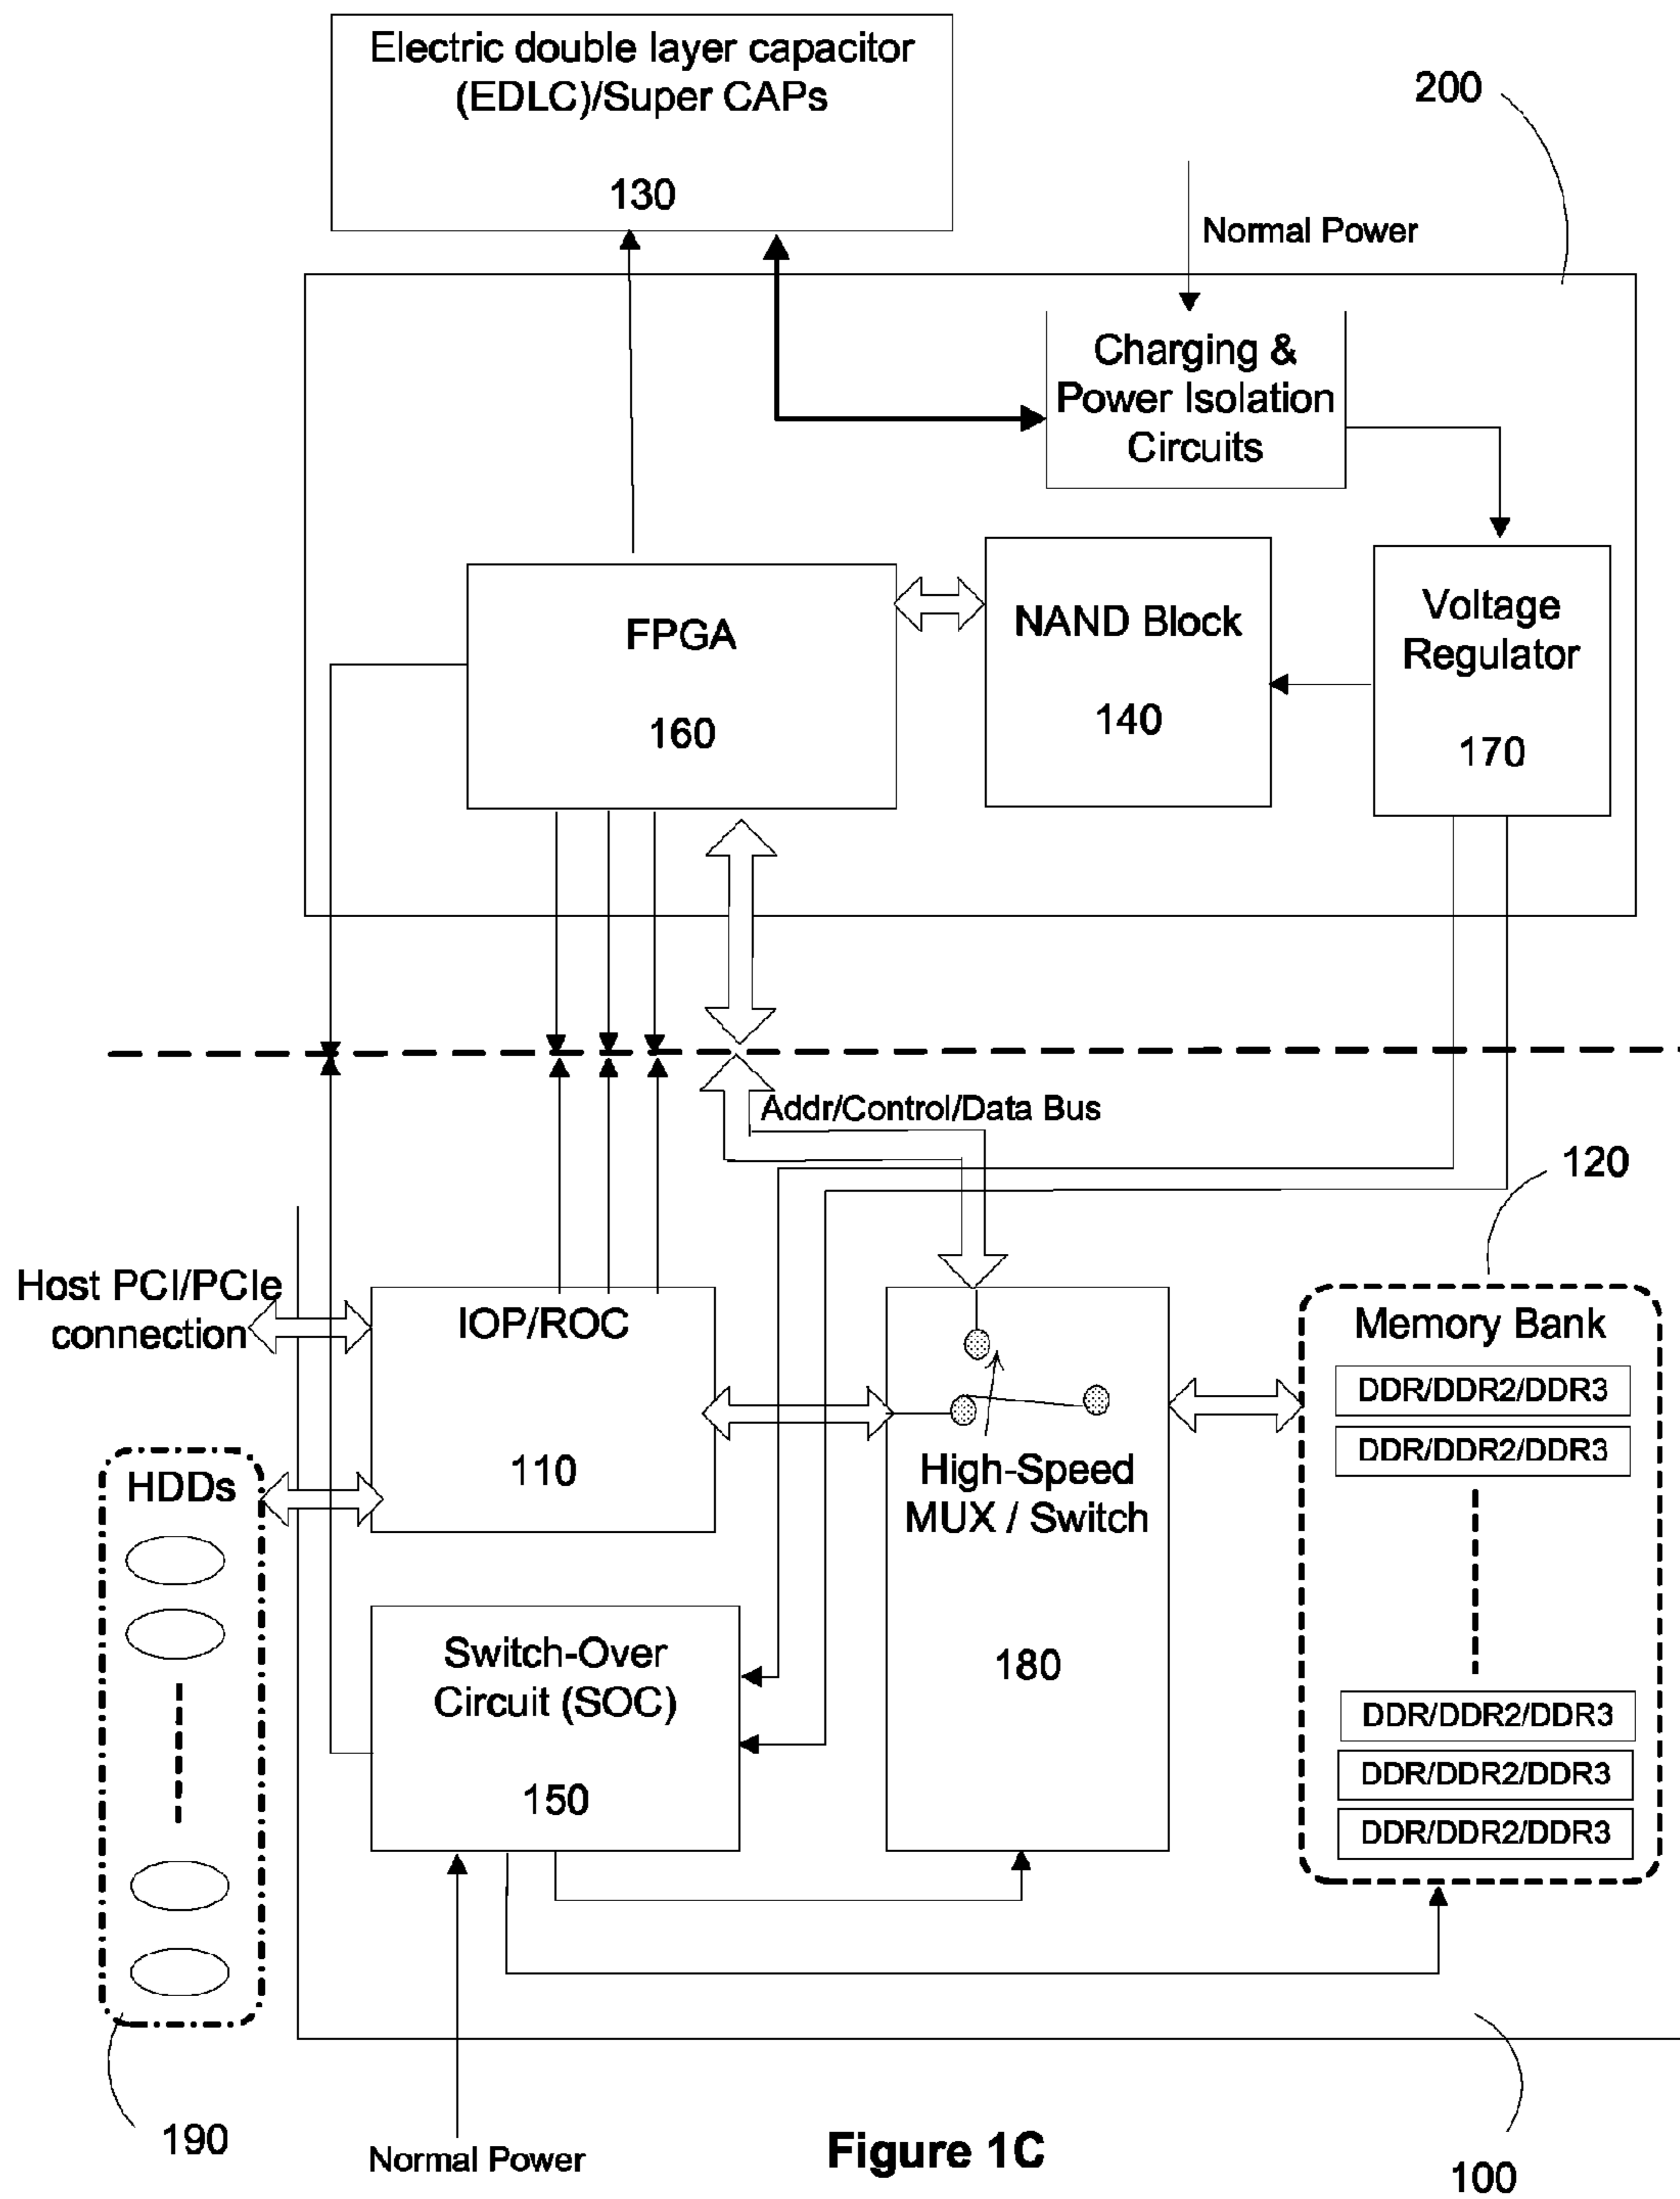 Electric double layer capacitor
(EDLC)/Super CAPs
130
200
Normal Power
Charging &
Power Isolation
Circuits
FPGA
160
NAND Block
140
Voltage
Regulator
170
Addr/Control/Data Bus
120
Host PCI/PCIe
connection
IOP/ROC
110
High-Speed
MUX / Switch
180
Memory Bank
DDR/DDR2/DDR3
DDR/DDR2/DDR3
DDR/DDR2/DDR3
DDR/DDR2/DDR3
DDR/DDR2/DDR3
HDDs
Switch-Over
Circuit (SOC)
150
190
Normal Power
Figure 1C
100